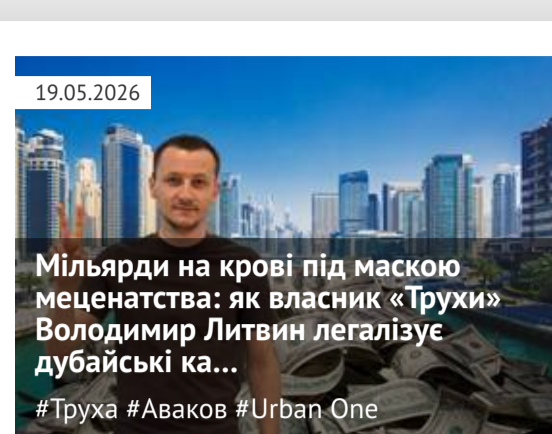 19.05.2026
Мільярди на крові під маскою
меценатства: як власник «Трухи»
Володимир Литвин легалізує
дубайські ка...
#Труха #Аваков #Urban One